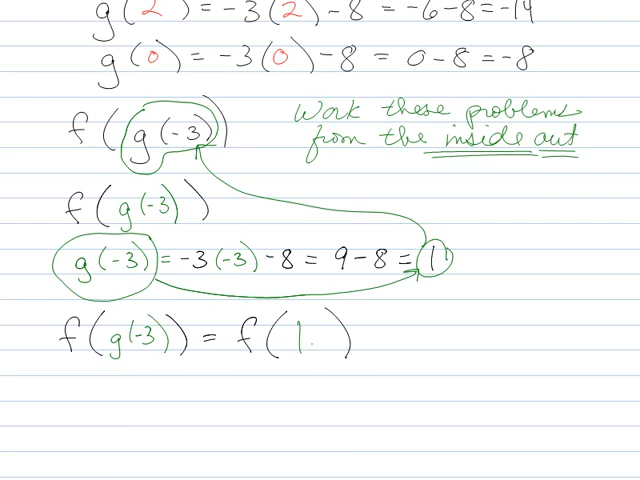 g(2) = -3(2) - 8 = -6 - 8 = -14
g(0) = -3(0) - 8 = 0 - 8 = -8
f(g(-3))
Work these problems
from the inside out
f(g(-3))
g(-3) = -3(-3) - 8 = 9 - 8 = 1
f(g(-3)) = f(1)